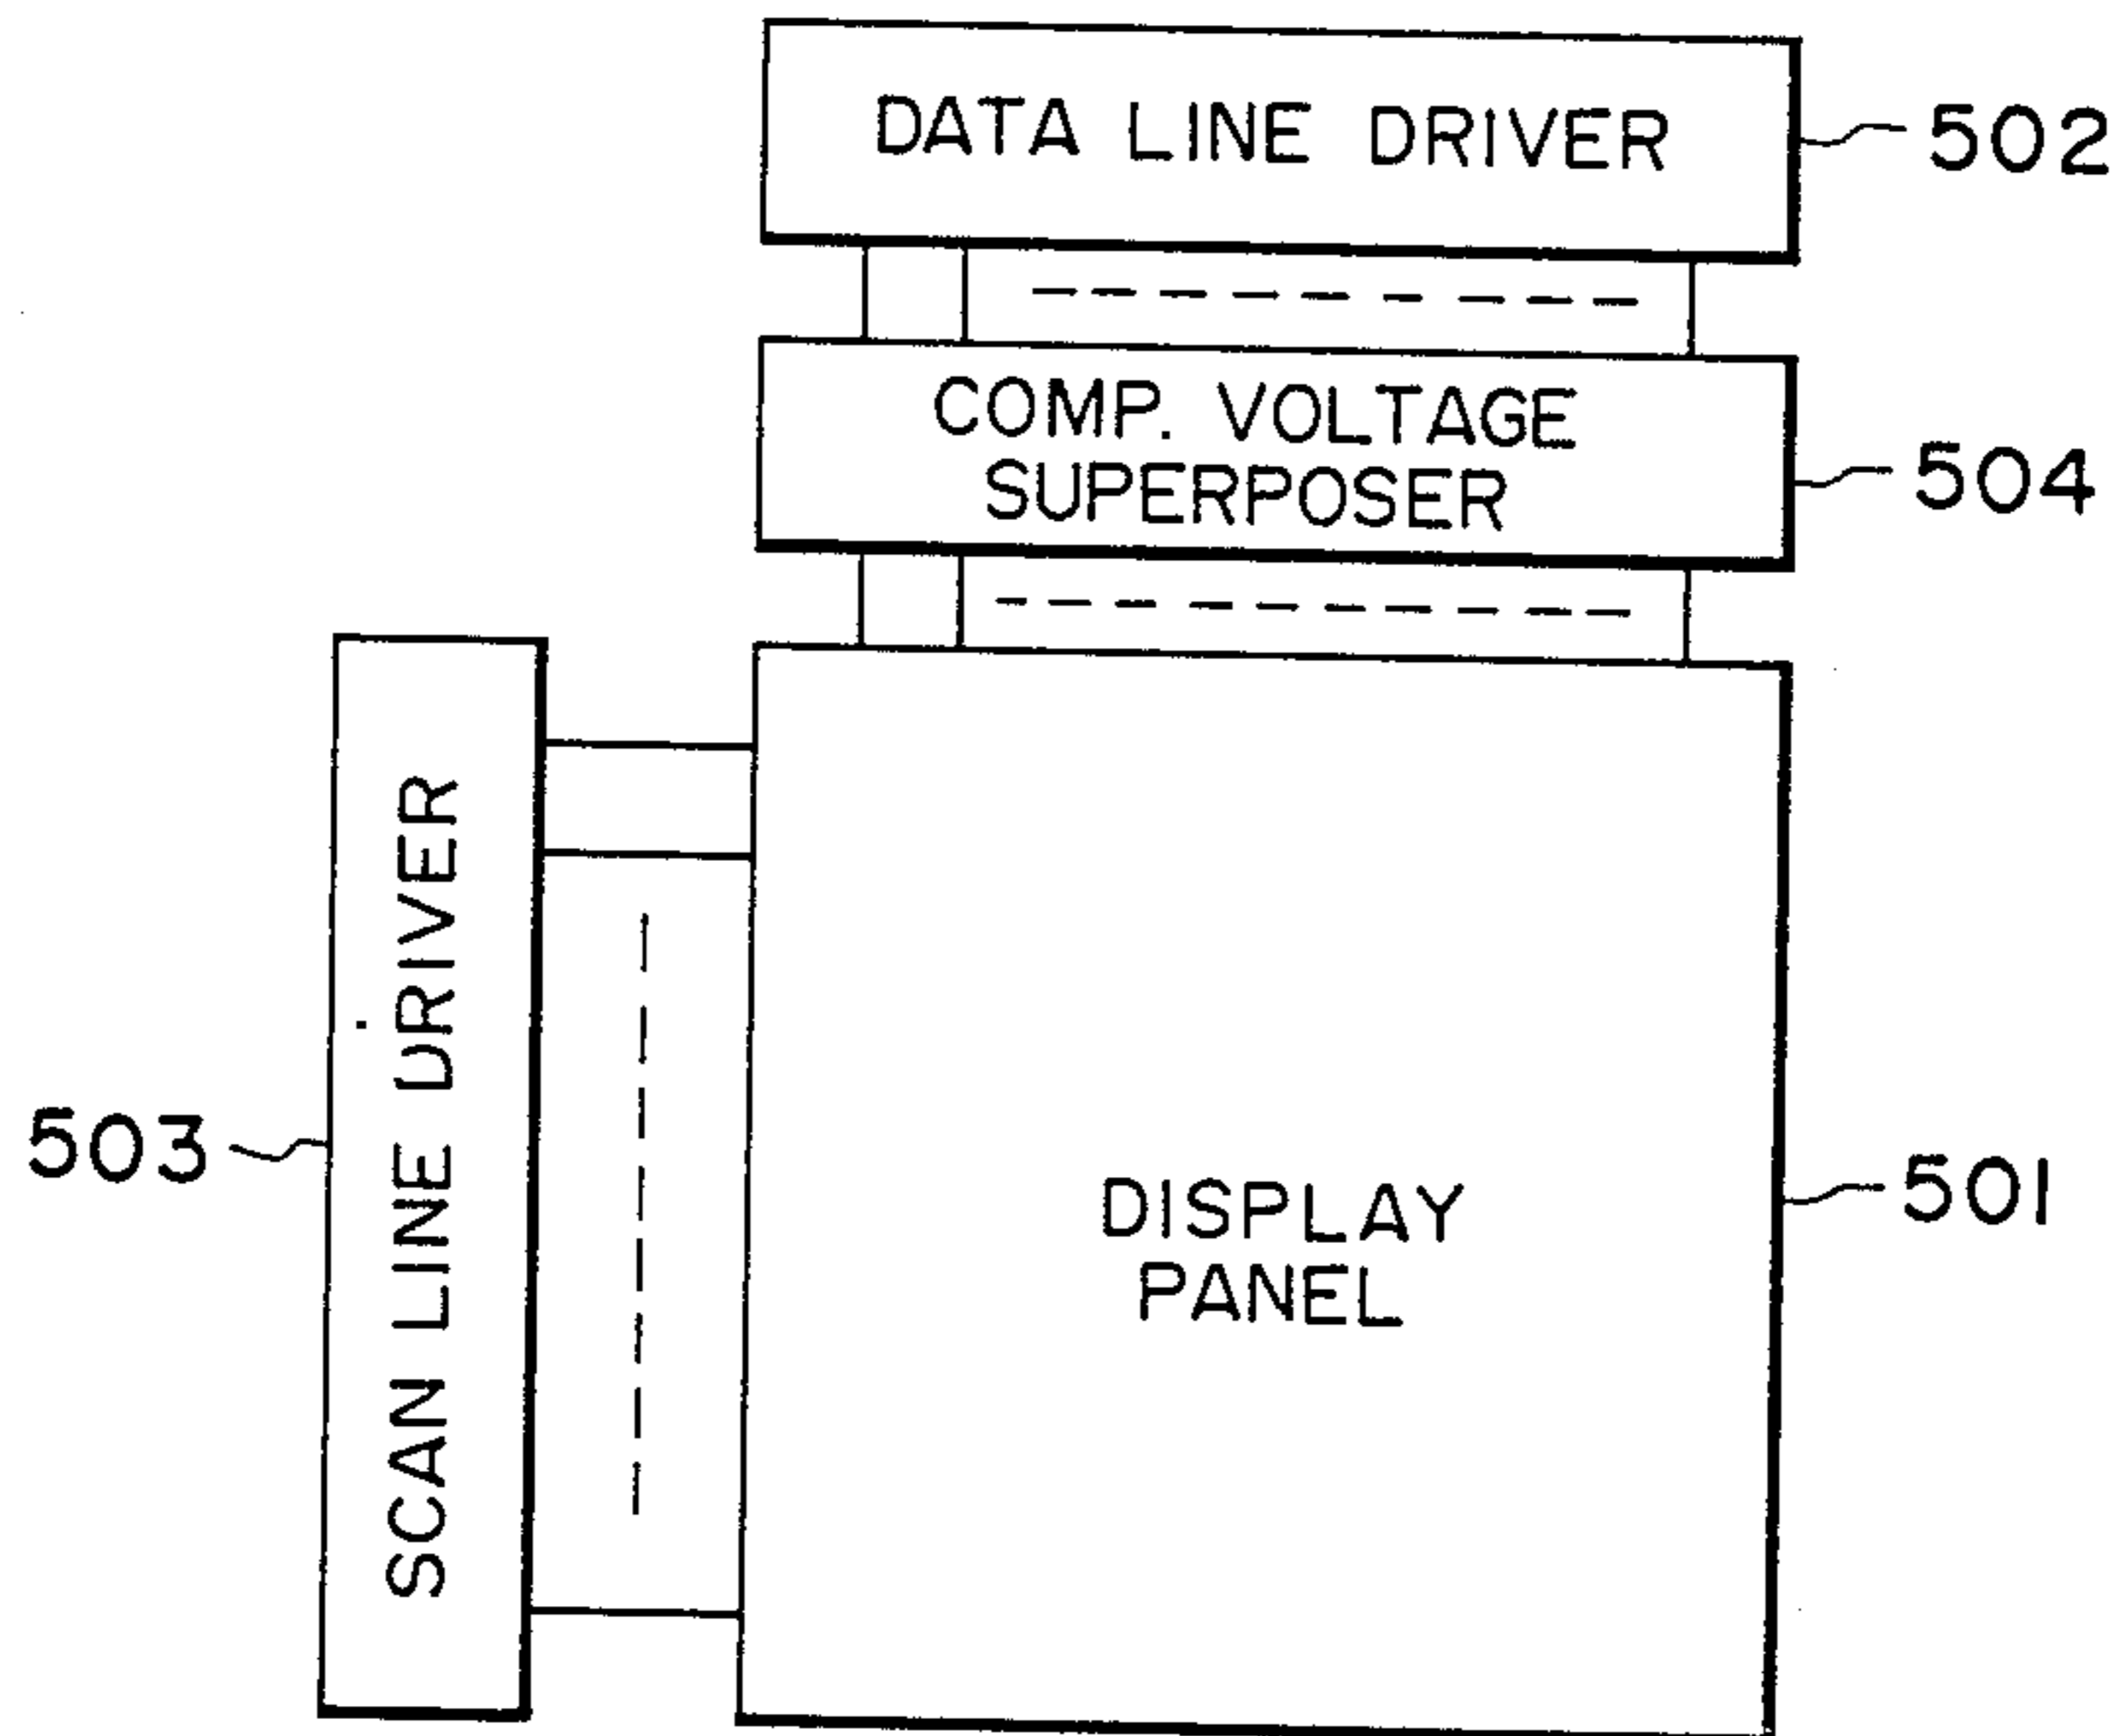 DATA LINE DRIVER
502
COMP. VOLTAGE
SUPERPOSER
504
SCAN LINE DRIVER
503
DISPLAY
PANEL
501